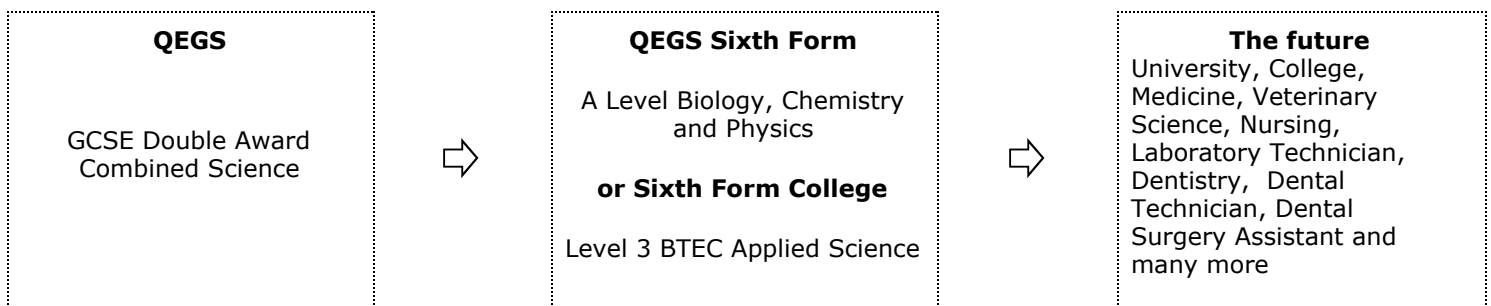 QEGS
GCSE Double Award
Combined Science
QEGS Sixth Form
A Level Biology, Chemistry
and Physics
or Sixth Form College
Level 3 BTEC Applied Science
The future
University, College,
Medicine, Veterinary
Science, Nursing,
Laboratory Technician,
Dentistry,  Dental
Technician, Dental
Surgery Assistant and
many more